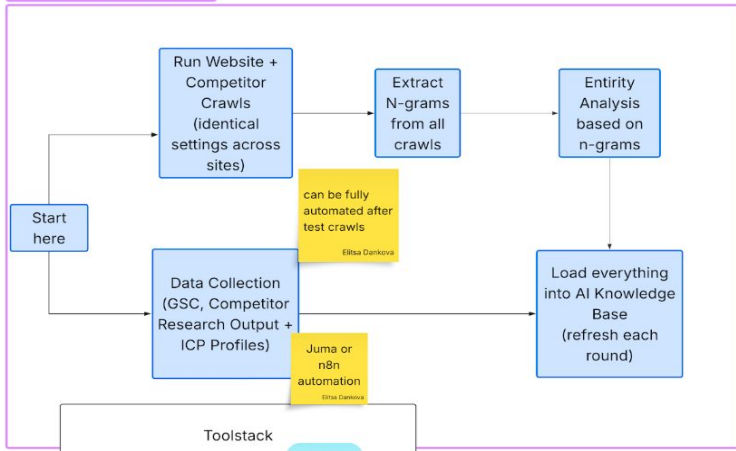 Run Website +
Competitor
Crawls
(identical
settings across
sites)
Extract
N-grams
from all
crawls
Entirity
Analysis
based on
n-grams
can be fully
automated after
test crawls
Elitsa Dankova
Start
here
Data Collection
(GSC, Competitor
Research Output +
ICP Profiles)
Load everything
into AI Knowledge
Base
(refresh each
round)
Juma or
n8n
automation
Elitsa Dankova
Toolstack